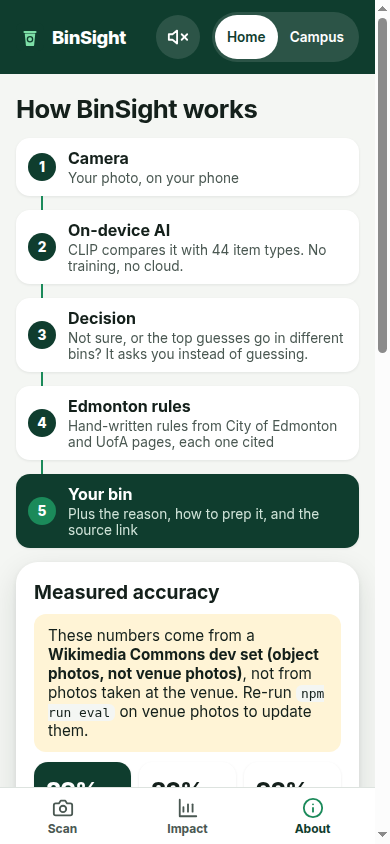 BinSight
Home
Campus
How BinSight works
1
Camera
Your photo, on your phone
2
On-device AI
CLIP compares it with 44 item types. No
training, no cloud.
3
Decision
Not sure, or the top guesses go in different
bins? It asks you instead of guessing.
4
Edmonton rules
Hand-written rules from City of Edmonton
and UofA pages, each one cited
5
Your bin
Plus the reason, how to prep it, and the
source link
Measured accuracy
These numbers come from a
Wikimedia Commons dev set (object
photos, not venue photos), not from
photos taken at the venue. Re-run npm
run eval on venue photos to update
them.
Scan
Impact
About